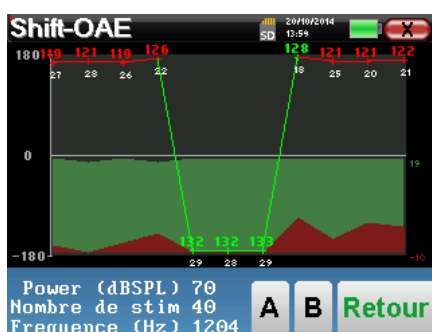 Shift-OAE
SD 20/10/2014 13:59
X
180 119 121 119 126 128 121 121 122
27 28 26 22 18 25 20 21
0 19
132 132 133
-180 -10
29 28 29
Power (dBSPL) 70
Nombre de stim 40
Frequence (Hz) 1204
A B Retour